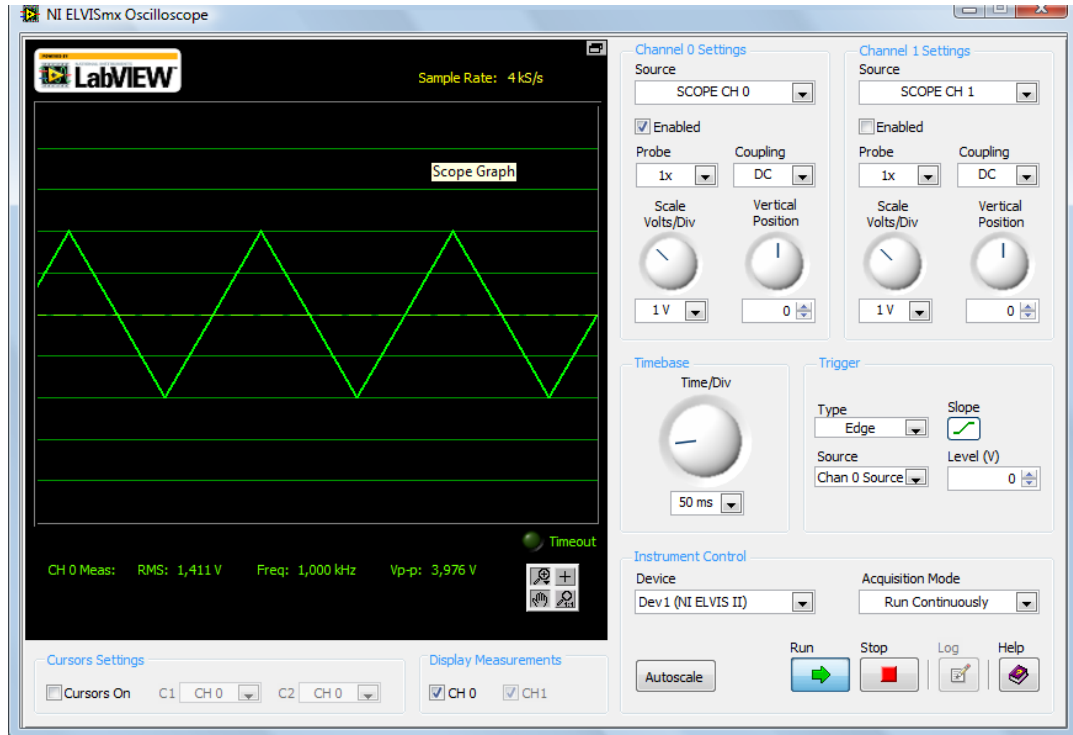 NI ELVISmx Oscilloscope
POWERED BY
NATIONAL INSTRUMENTS
LabVIEW
Sample Rate: 4 kS/s
Scope Graph
Timeout
CH 0 Meas: RMS: 1,411 V Freq: 1,000 kHz Vp-p: 3,976 V
Cursors Settings
Cursors On C1 CH 0 C2 CH 0
Display Measurements
CH 0 CH1
Channel 0 Settings
Source
SCOPE CH 0
Enabled
Probe Coupling
1x DC
Scale Vertical
Volts/Div Position
1 V 0
Channel 1 Settings
Source
SCOPE CH 1
Enabled
Probe Coupling
1x DC
Scale Vertical
Volts/Div Position
1 V 0
Timebase
Time/Div
50 ms
Trigger
Type Slope
Edge
Source Level (V)
Chan 0 Source 0
Instrument Control
Device Acquisition Mode
Dev1 (NI ELVIS II) Run Continuously
Run Stop Log Help
Autoscale